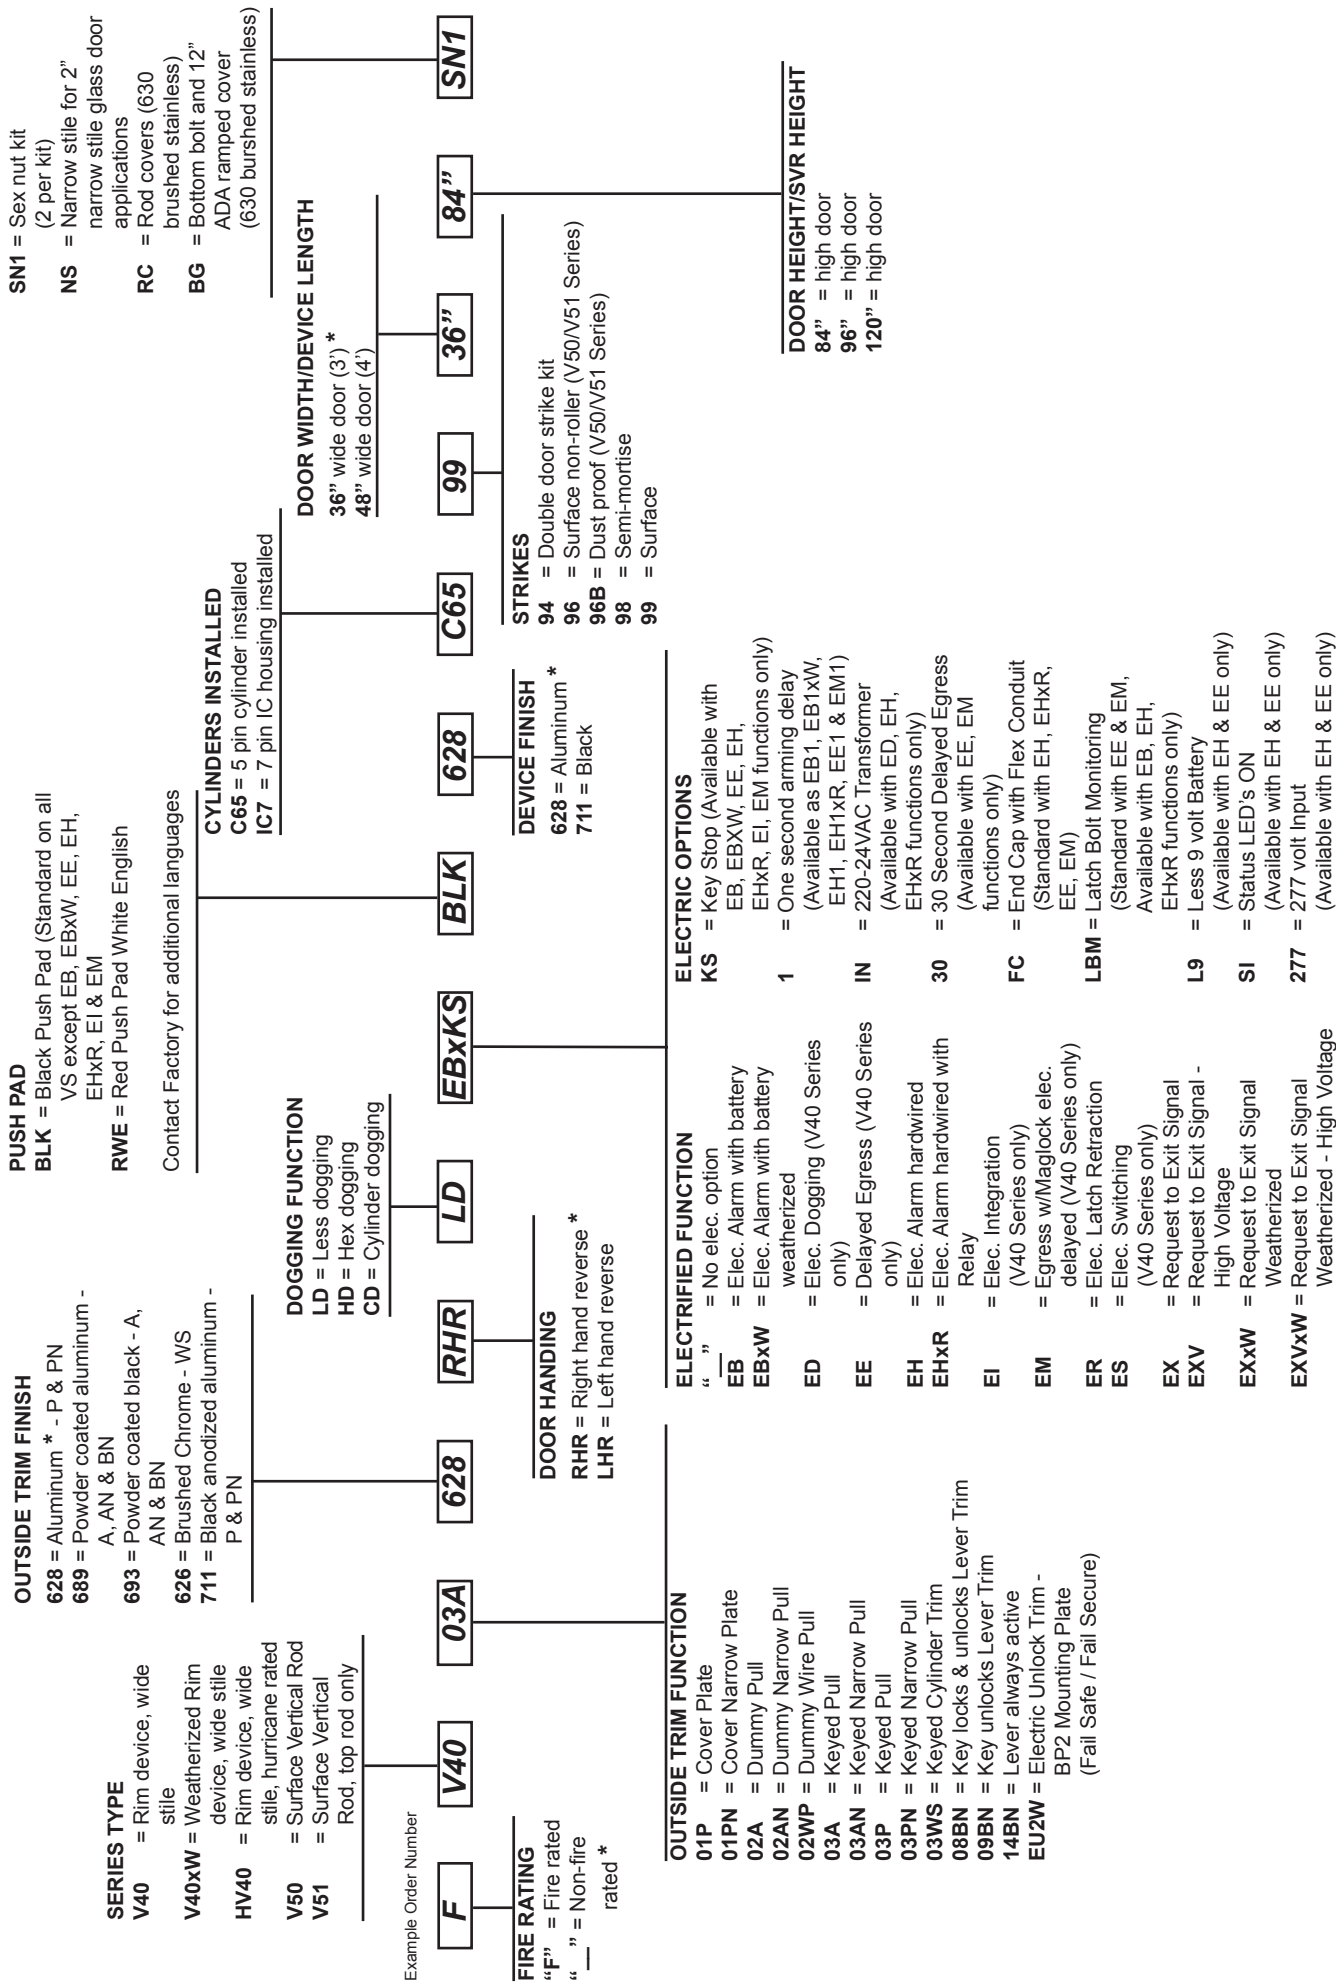 SERIES TYPE
V40 = Rim device, wide
stile
V40xW = Weatherized Rim
device, wide stile
HV40 = Rim device, wide
stile, hurricane rated
V50 = Surface Vertical Rod
V51 = Surface Vertical
Rod, top rod only
OUTSIDE TRIM FINISH
628 = Aluminum * - P & PN
689 = Powder coated aluminum -
A, AN & BN
693 = Powder coated black - A,
AN & BN
626 = Brushed Chrome - WS
711 = Black anodized aluminum -
P & PN
PUSH PAD
BLK = Black Push Pad (Standard on all
VS except EB, EBxW, EE, EH,
EHxR, EI & EM
RWE = Red Push Pad White English
Contact Factory for additional languages
SN1 = Sex nut kit
(2 per kit)
NS = Narrow stile for 2”
narrow stile glass door
applications
RC = Rod covers (630
brushed stainless)
BG = Bottom bolt and 12”
ADA ramped cover
(630 burshed stainless)
DOGGING FUNCTION
LD = Less dogging
HD = Hex dogging
CD = Cylinder dogging
CYLINDERS INSTALLED
C65 = 5 pin cylinder installed
IC7 = 7 pin IC housing installed
DOOR WIDTH/DEVICE LENGTH
36” wide door (3’) *
48” wide door (4’)
Example Order Number
F V40 03A 628 RHR LD EBxKS BLK 628 C65 99 36” 84” SN1
FIRE RATING
“F” = Fire rated
“__” = Non-fire
rated *
DOOR HANDING
RHR = Right hand reverse *
LHR = Left hand reverse
DEVICE FINISH
628 = Aluminum *
711 = Black
STRIKES
94 = Double door strike kit
96 = Surface non-roller (V50/V51 Series)
96B = Dust proof (V50/V51 Series)
98 = Semi-mortise
99 = Surface
DOOR HEIGHT/SVR HEIGHT
84” = high door
96” = high door
120” = high door
OUTSIDE TRIM FUNCTION
01P = Cover Plate
01PN = Cover Narrow Plate
02A = Dummy Pull
02AN = Dummy Narrow Pull
02WP = Dummy Wire Pull
03A = Keyed Pull
03AN = Keyed Narrow Pull
03P = Keyed Pull
03PN = Keyed Narrow Pull
03WS = Keyed Cylinder Trim
08BN = Key locks & unlocks Lever Trim
09BN = Key unlocks Lever Trim
14BN = Lever always active
EU2W = Electric Unlock Trim -
BP2 Mounting Plate
(Fail Safe / Fail Secure)
ELECTRIFIED FUNCTION
“__” = No elec. option
EB = Elec. Alarm with battery
EBxW = Elec. Alarm with battery
weatherized
ED = Elec. Dogging (V40 Series
only)
EE = Delayed Egress (V40 Series
only)
EH = Elec. Alarm hardwired
EHxR = Elec. Alarm hardwired with
Relay
EI = Elec. Integration
(V40 Series only)
EM = Egress w/Maglock elec.
delayed (V40 Series only)
ER = Elec. Latch Retraction
ES = Elec. Switching
(V40 Series only)
EX = Request to Exit Signal
EXV = Request to Exit Signal -
High Voltage
EXxW = Request to Exit Signal
Weatherized
EXVxW = Request to Exit Signal
Weatherized - High Voltage
ELECTRIC OPTIONS
KS = Key Stop (Available with
EB, EBXW, EE, EH,
EHxR, EI, EM functions only)
1 = One second arming delay
(Available as EB1, EB1xW,
EH1, EH1xR, EE1 & EM1)
IN = 220-24VAC Transformer
(Available with ED, EH,
EHxR functions only)
30 = 30 Second Delayed Egress
(Available with EE, EM
functions only)
FC = End Cap with Flex Conduit
(Standard with EH, EHxR,
EE, EM)
LBM = Latch Bolt Monitoring
(Standard with EE & EM,
Available with EB, EH,
EHxR functions only)
L9 = Less 9 volt Battery
(Available with EH & EE only)
SI = Status LED’s ON
(Available with EH & EE only)
277 = 277 volt Input
(Available with EH & EE only)